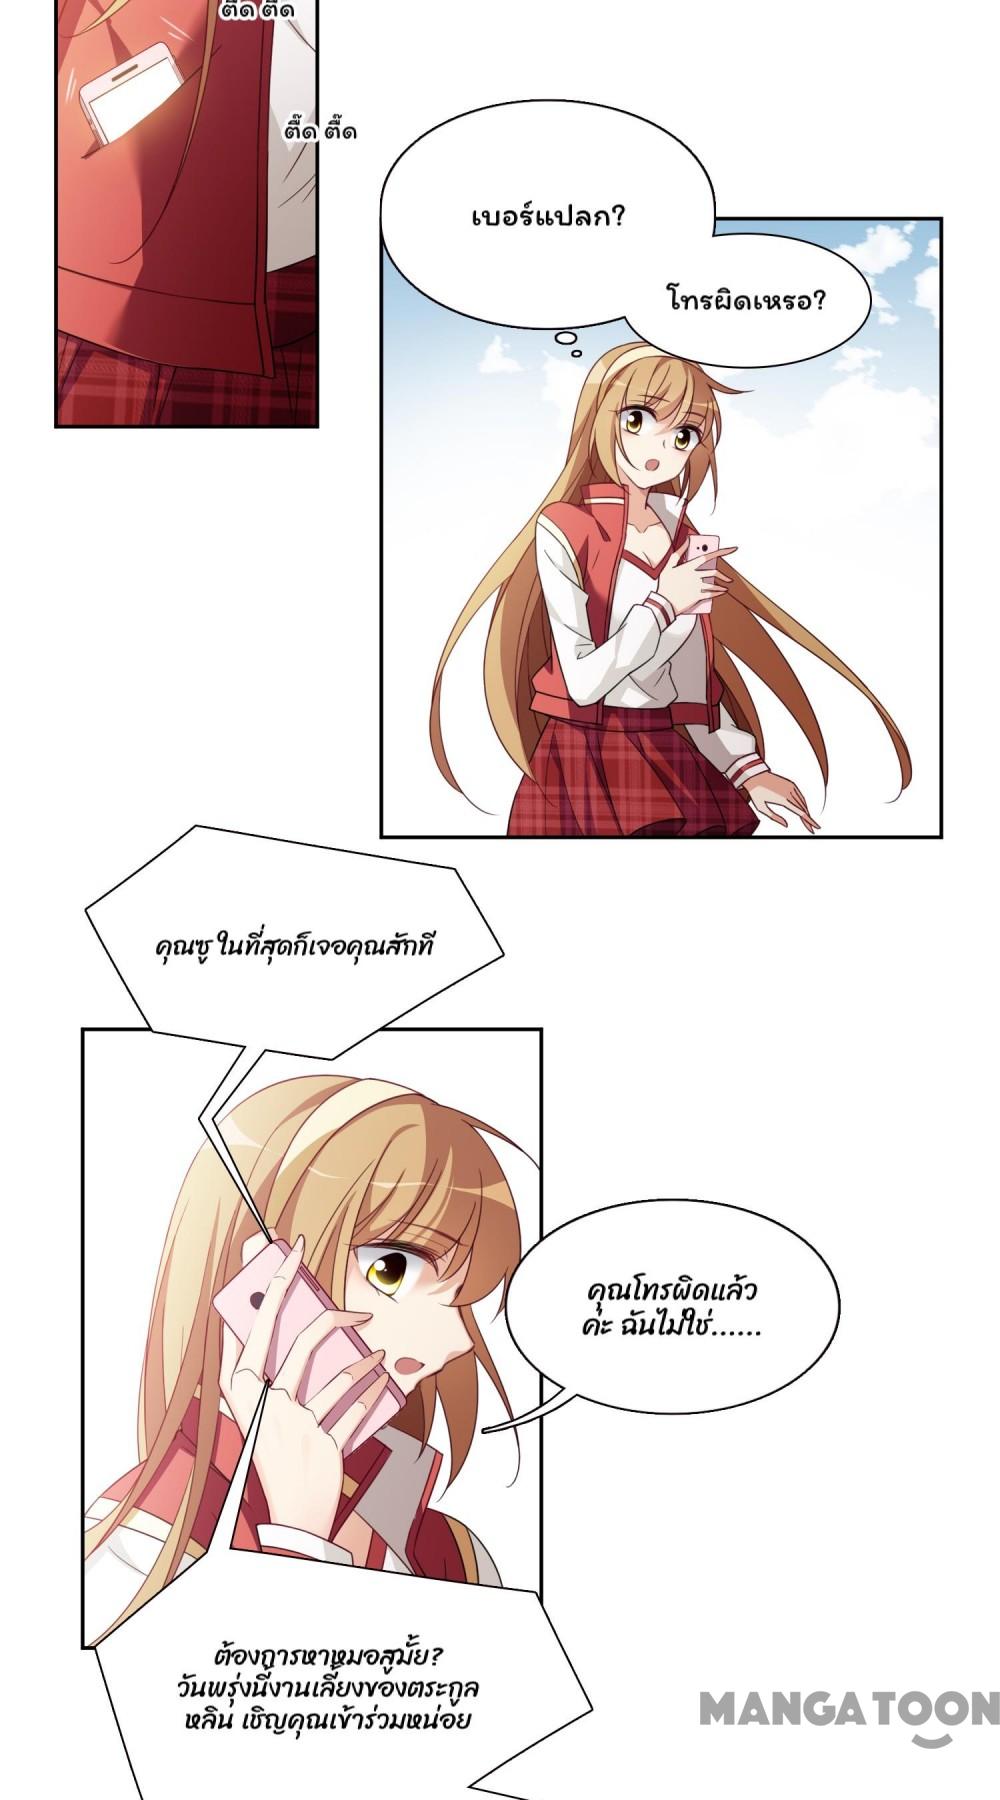 ตื๊ด ตื๊ด
ตื๊ด ตื๊ด
เบอร์แปลก?
โทรผิดเหรอ?
คุณซู ในที่สุดก็เจอคุณสักที
คุณโทรผิดแล้ว
ค่ะ ฉันไม่ใช่......
ต้องการหาหมอสูมั้ย?
วันพรุ่งนี้งานเลี้ยงของตระกูล
หลิน เชิญคุณเข้าร่วมหน่อย
MANGATOON